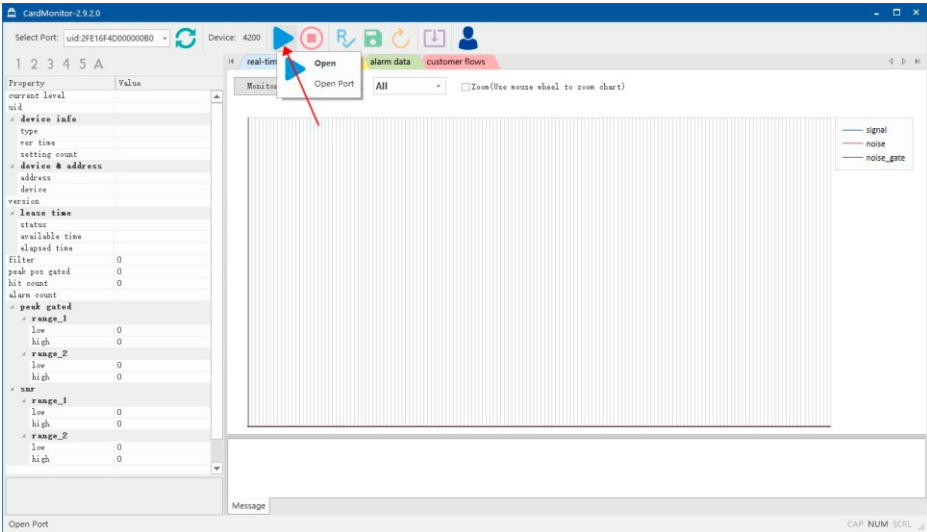 CardMonitor-2.9.2.0
Select Port: uid:2FE16F4D000000B0 Device: 4200
1 2 3 4 5 A
real-tim alarm data customer flows
Open
Open Port
Monitor All Zoom(Use mouse wheel to zoom chart)
Property Value
current level
uid
device info
type
ver time
setting count
device & address
address
device
version
lease time
status
available time
elapsed time
filter 0
peak pos gated 0
hit count 0
alarm count
peak gated
range_1
low 0
high 0
range_2
low 0
high 0
snr
range_1
low 0
high 0
range_2
low 0
high 0
signal
noise
noise_gate
Message
Open Port CAP NUM SCRL